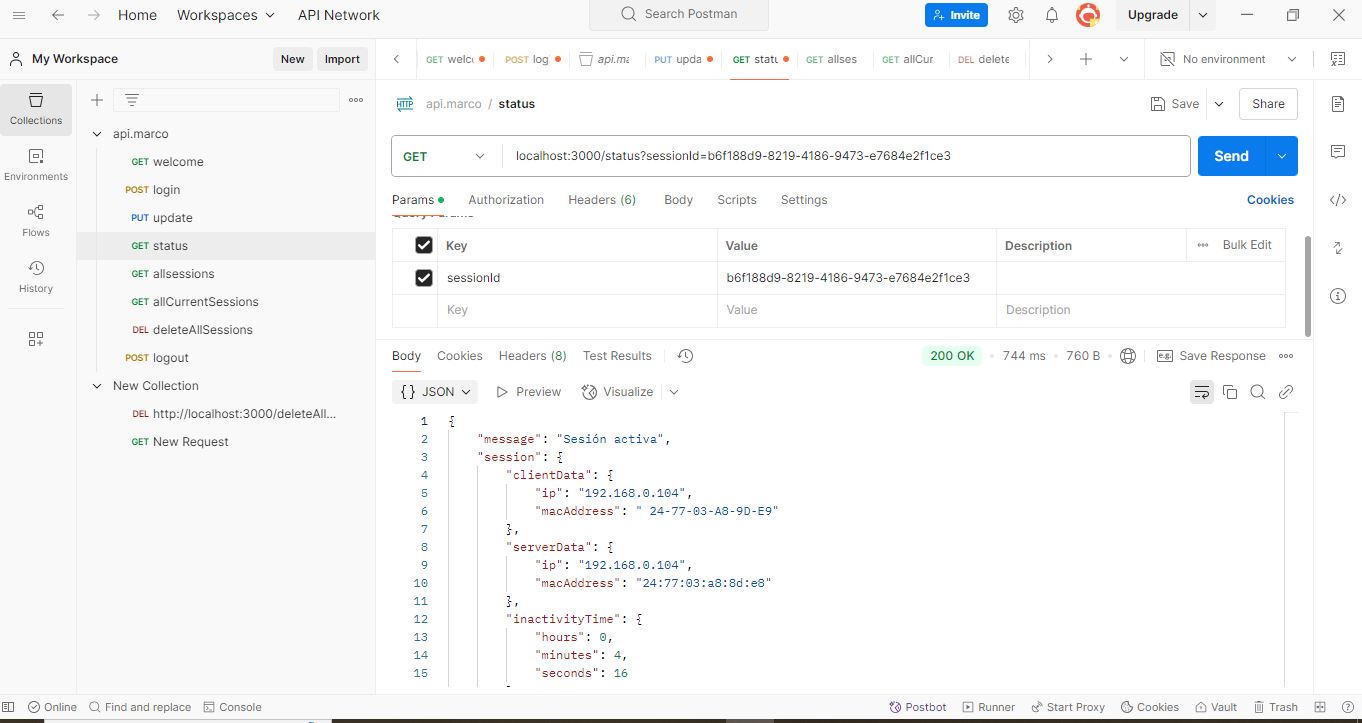 Home Workspaces API Network Search Postman Invite Upgrade
My Workspace New Import GET welc POST log api.ma PUT upda GET statu GET allses GET allCur DEL delete No environment
Collections
Environments
Flows
History
api.marco
GET welcome
POST login
PUT update
GET status
GET allsessions
GET allCurrentSessions
DEL deleteAllSessions
POST logout
New Collection
DEL http://localhost:3000/deleteAll...
GET New Request
HTTP api.marco / status Save Share
GET localhost:3000/status?sessionId=b6f188d9-8219-4186-9473-e7684e2f1ce3 Send
Params Authorization Headers (6) Body Scripts Settings Cookies
Key Value Description Bulk Edit
sessionId b6f188d9-8219-4186-9473-e7684e2f1ce3
Key Value Description
Body Cookies Headers (8) Test Results 200 OK 744 ms 760 B e.g. Save Response
{} JSON Preview Visualize
1 {
2 "message": "Sesión activa",
3 "session": {
4 "clientData": {
5 "ip": "192.168.0.104",
6 "macAddress": " 24-77-03-A8-9D-E9"
7 },
8 "serverData": {
9 "ip": "192.168.0.104",
10 "macAddress": "24:77:03:a8:8d:e8"
11 },
12 "inactivityTime": {
13 "hours": 0,
14 "minutes": 4,
15 "seconds": 16
Online Find and replace Console Postbot Runner Start Proxy Cookies Vault Trash